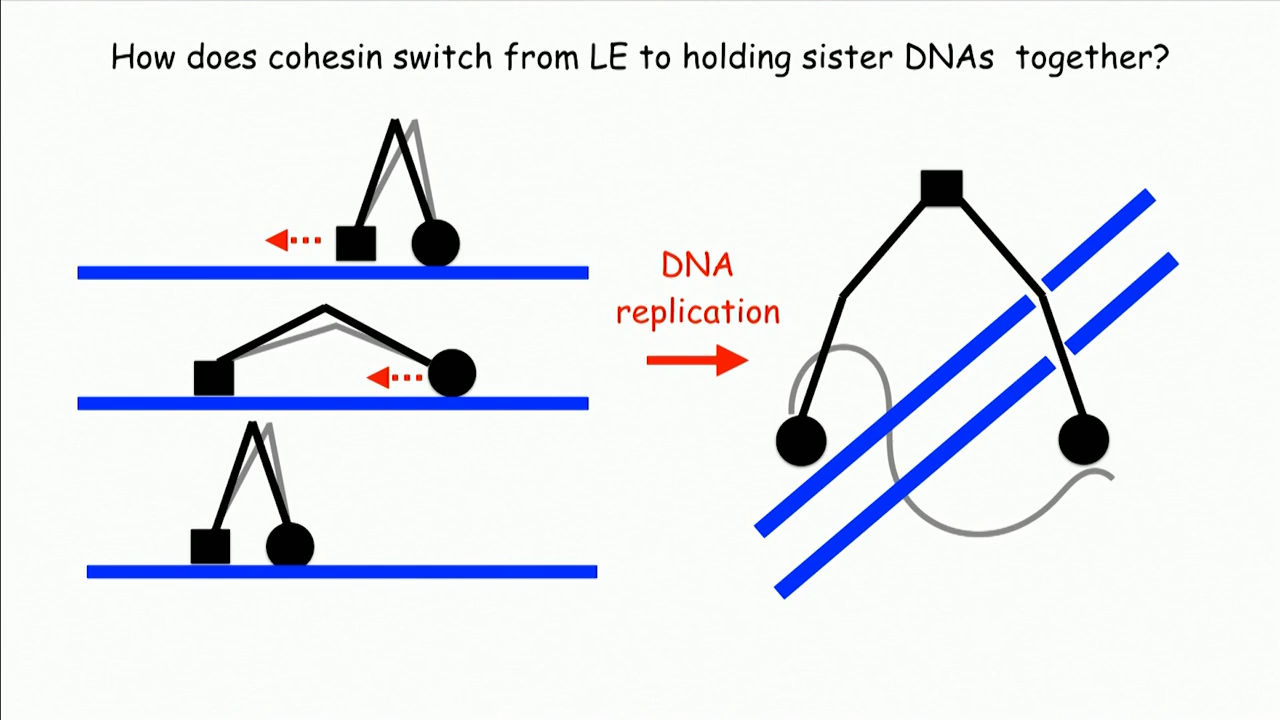 How does cohesin switch from LE to holding sister DNAs together?
DNA
replication